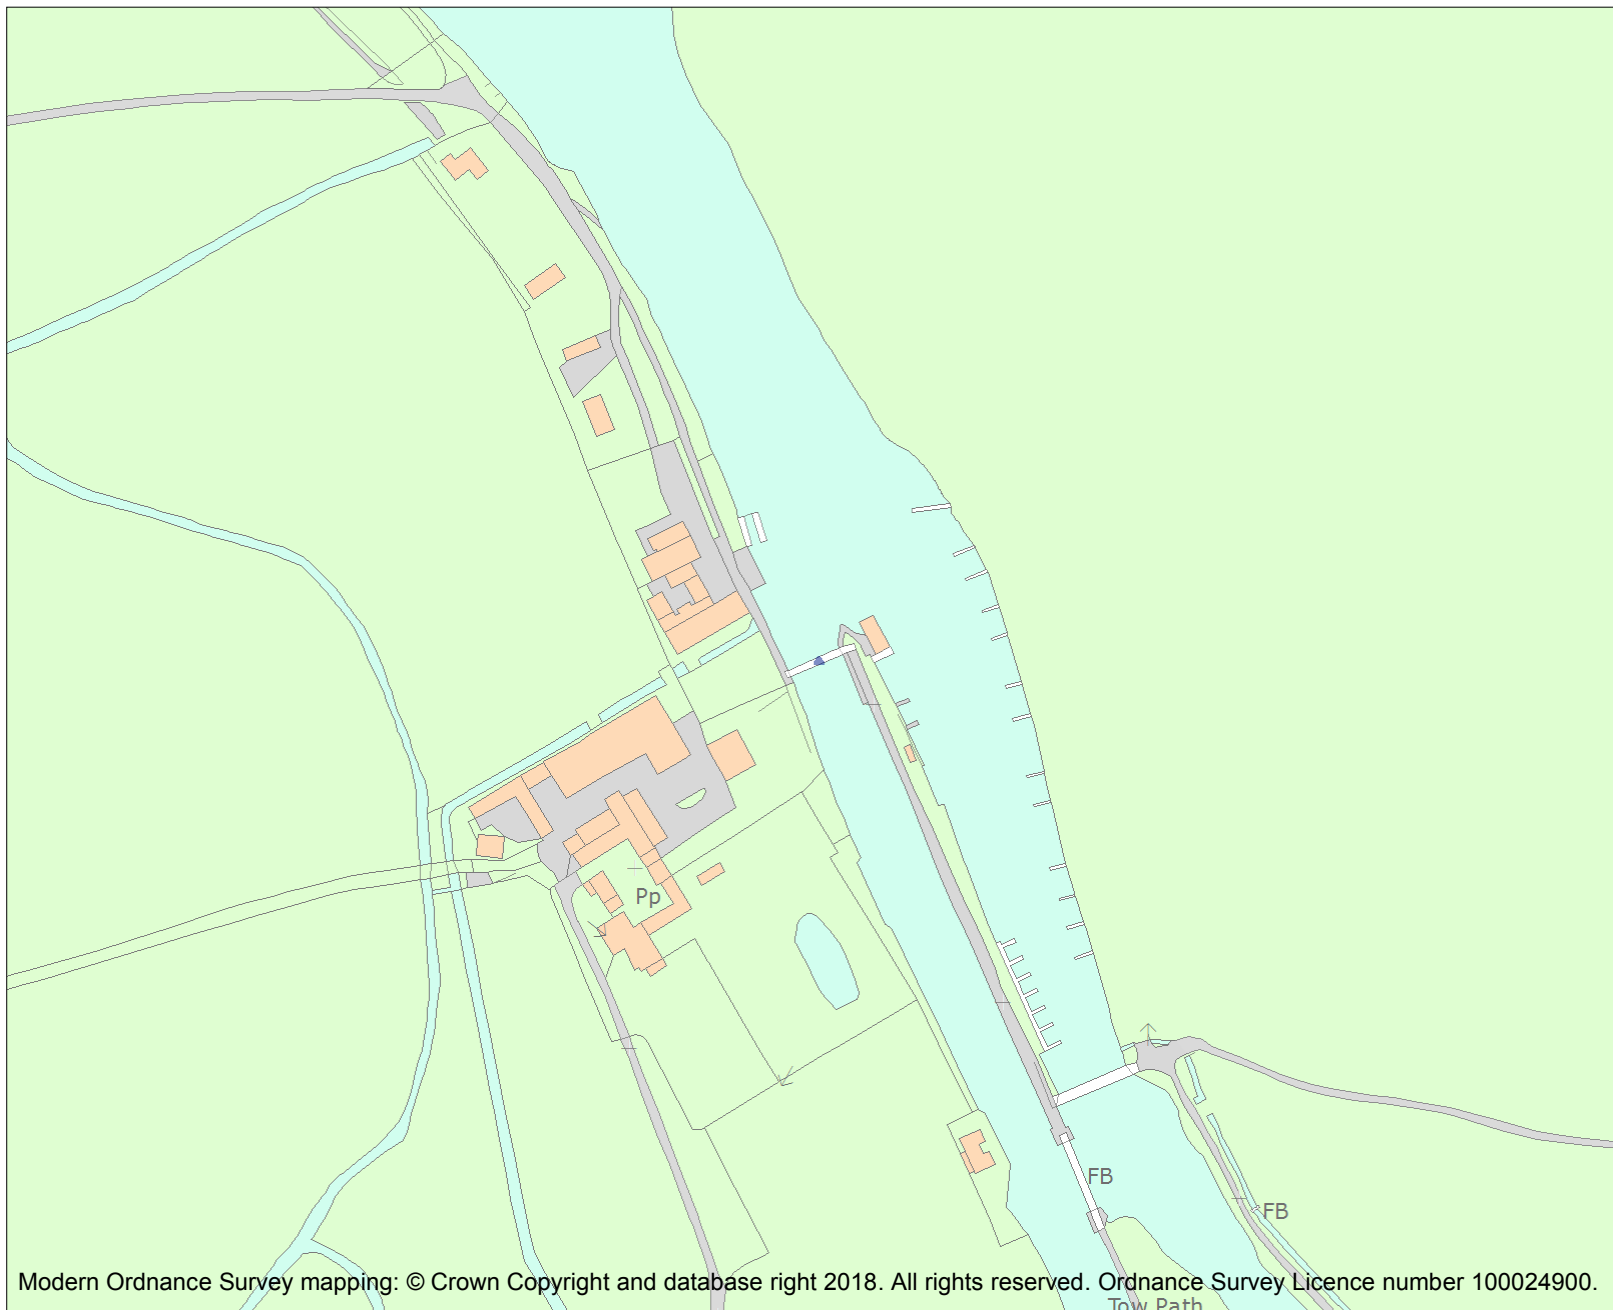 Pp
FB
FB
Modern Ordnance Survey mapping: © Crown Copyright and database right 2018. All rights reserved. Ordnance Survey Licence number 100024900.
Tow Path